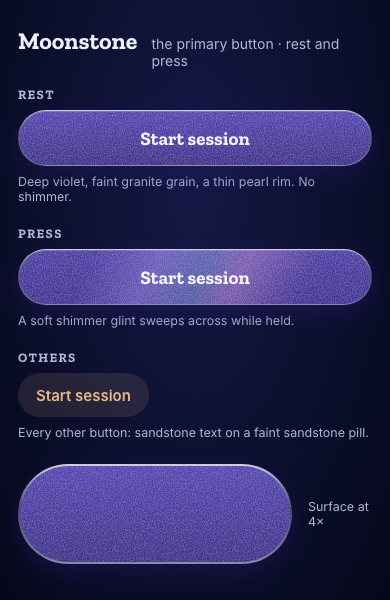 Moonstone
the primary button · rest and
press
REST
Start session
Deep violet, faint granite grain, a thin pearl rim. No
shimmer.
PRESS
Start session
A soft shimmer glint sweeps across while held.
OTHERS
Start session
Every other button: sandstone text on a faint sandstone pill.
Surface at
4×